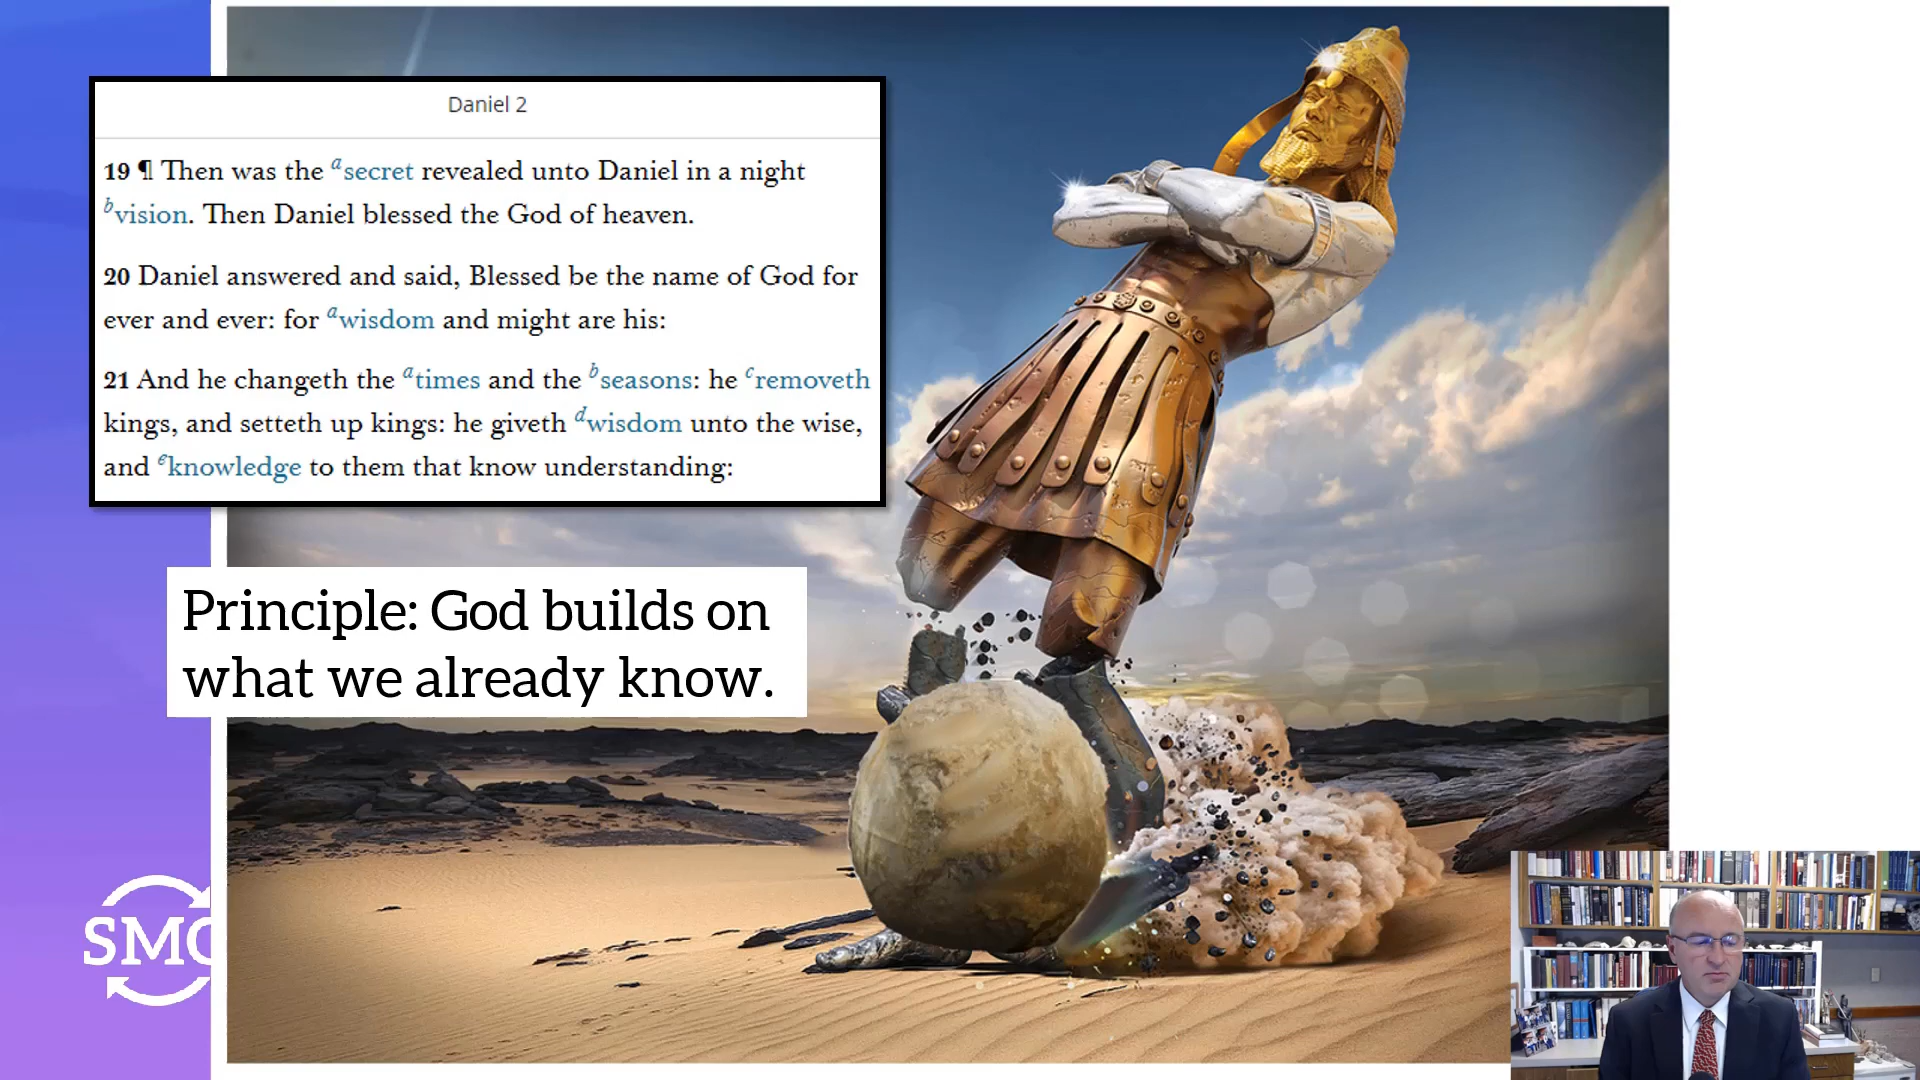 Daniel 2
19 ¶ Then was the ᵃsecret revealed unto Daniel in a night
ᵇvision. Then Daniel blessed the God of heaven.
20 Daniel answered and said, Blessed be the name of God for
ever and ever: for ᵃwisdom and might are his:
21 And he changeth the ᵃtimes and the ᵇseasons: he ᶜremoveth
kings, and setteth up kings: he giveth ᵈwisdom unto the wise,
and ᵉknowledge to them that know understanding:
Principle: God builds on
what we already know.
SMC